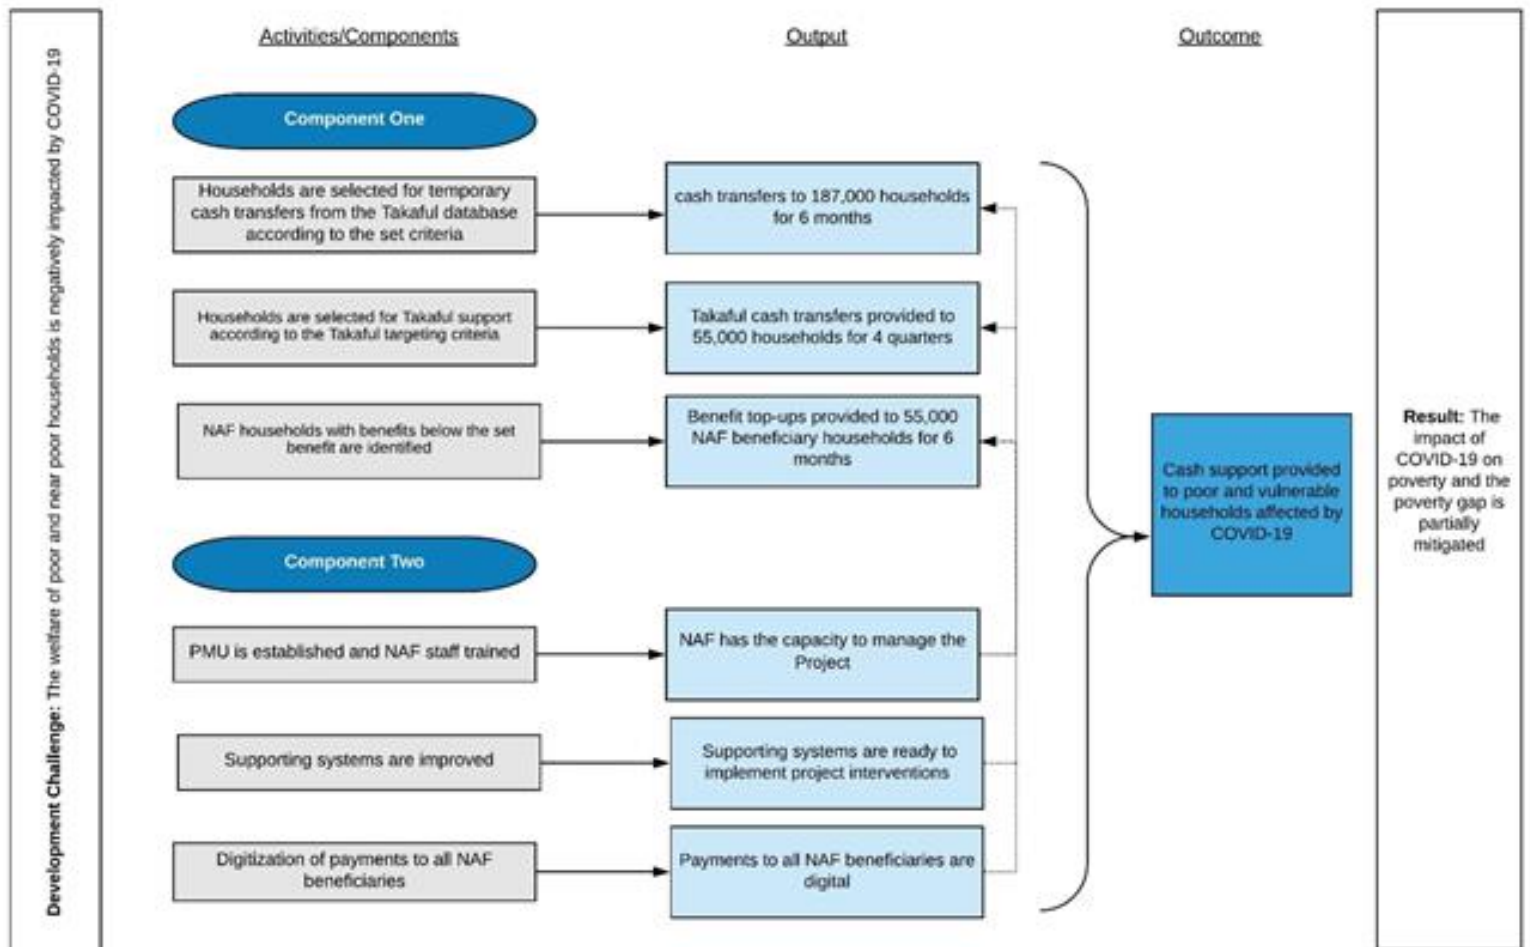 Development Challenge: The welfare of poor and near poor households is negatively impacted by COVID-19
Activities/Components
Output
Outcome
Component One
Households are selected for temporary
cash transfers from the Takaful database
according to the set criteria
cash transfers to 187,000 households
for 6 months
Households are selected for Takaful support
according to the Takaful targeting criteria
Takaful cash transfers provided to
55,000 households for 4 quarters
NAF households with benefits below the set
benefit are identified
Benefit top-ups provided to 55,000
NAF beneficiary households for 6
months
Component Two
PMU is established and NAF staff trained
NAF has the capacity to manage the
Project
Supporting systems are improved
Supporting systems are ready to
implement project interventions
Digitization of payments to all NAF
beneficiaries
Payments to all NAF beneficiaries are
digital
Cash support provided
to poor and vulnerable
households affected by
COVID-19
Result: The
impact of
COVID-19 on
poverty and the
poverty gap is
partially
mitigated